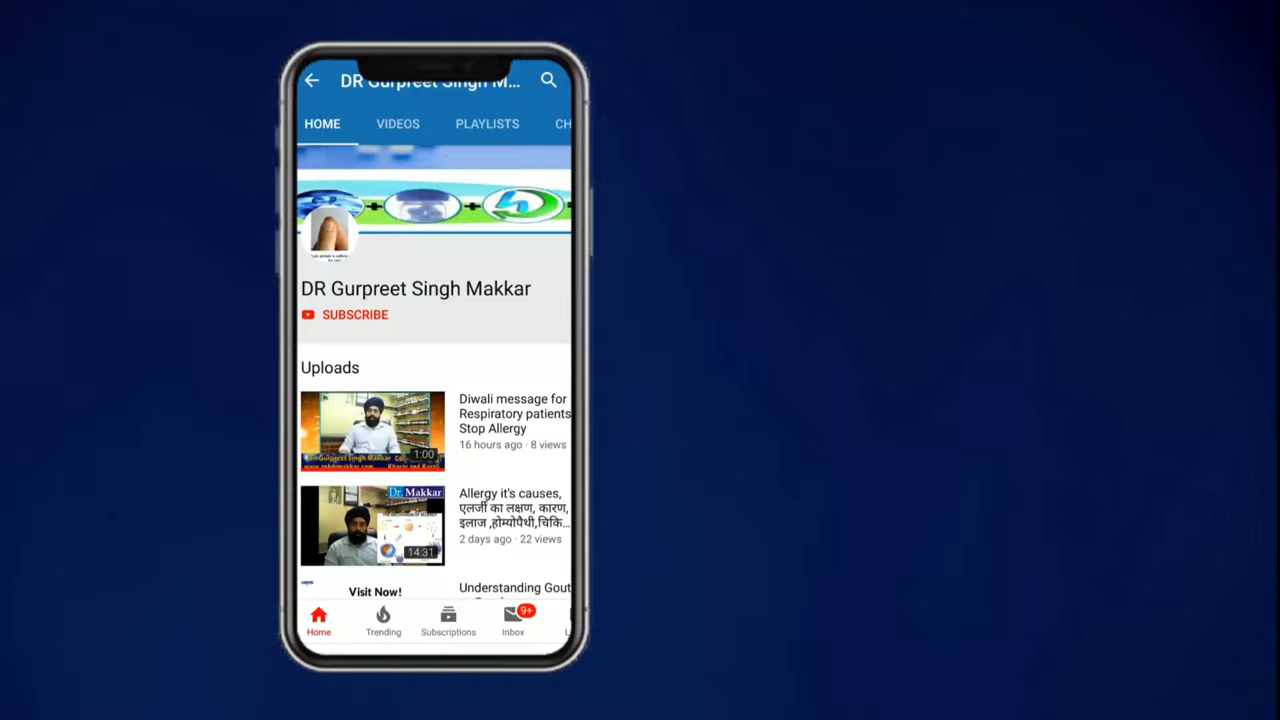 DR Gurpreet Singh M...
HOME
VIDEOS
PLAYLISTS
CH
DR Gurpreet Singh Makkar
SUBSCRIBE
Uploads
1:00
Diwali message for
Respiratory patients
Stop Allergy
16 hours ago · 8 views
Dr. Makkar
14:31
Allergy it's causes,
एलर्जी का लक्षण, कारण,
इलाज ,होम्योपैथी,चिकि...
2 days ago · 22 views
Visit Now!
Understanding Gout
Home
Trending
Subscriptions
Inbox
9+
L